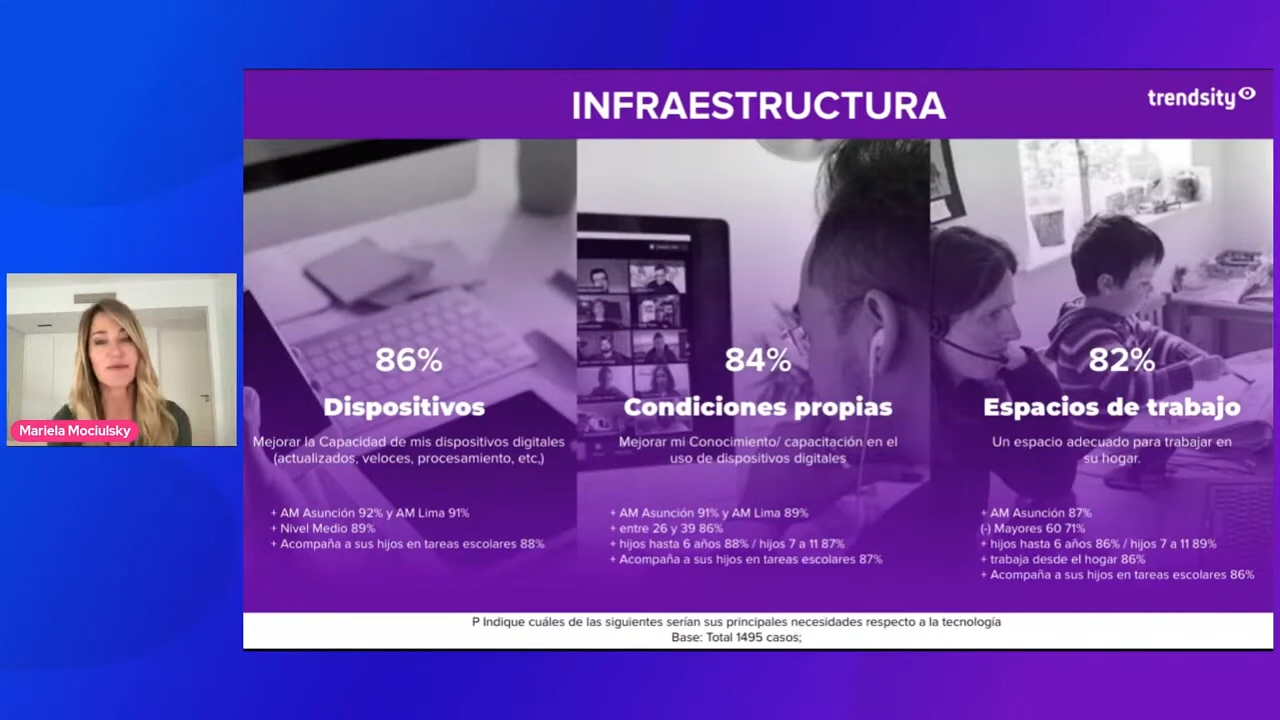 INFRAESTRUCTURA
trendsity
86%
Dispositivos
Mejorar la Capacidad de mis dispositivos digitales
(actualizados, veloces, procesamiento, etc,)
+ AM Asunción 92% y AM Lima 91%
+ Nivel Medio 89%
+ Acompaña a sus hijos en tareas escolares 88%
84%
Condiciones propias
Mejorar mi Conocimiento/ capacitación en el
uso de dispositivos digitales
+ AM Asunción 91% y AM Lima 89%
+ entre 26 y 39 86%
+ hijos hasta 6 años 88% / hijos 7 a 11 87%
+ Acompaña a sus hijos en tareas escolares 87%
82%
Espacios de trabajo
Un espacio adecuado para trabajar en
su hogar.
+ AM Asunción 87%
(-) Mayores 60 71%
+ hijos hasta 6 años 86% / hijos 7 a 11 89%
+ trabaja desde el hogar 86%
+ Acompaña a sus hijos en tareas escolares 86%
Mariela Mociulsky
P Indique cuáles de las siguientes serían sus principales necesidades respecto a la tecnología
Base: Total 1495 casos;